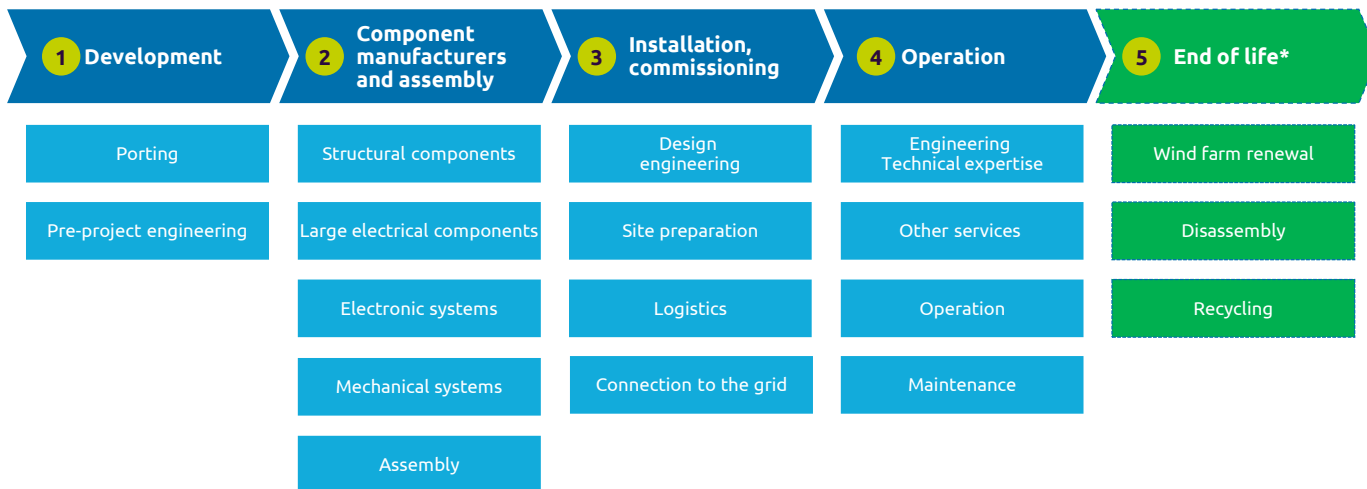 1 Development
2 Component
manufacturers
and assembly
3 Installation,
commissioning
4 Operation
5 End of life*
Porting
Pre-project engineering
Structural components
Large electrical components
Electronic systems
Mechanical systems
Assembly
Design
engineering
Site preparation
Logistics
Connection to the grid
Engineering
Technical expertise
Other services
Operation
Maintenance
Wind farm renewal
Disassembly
Recycling